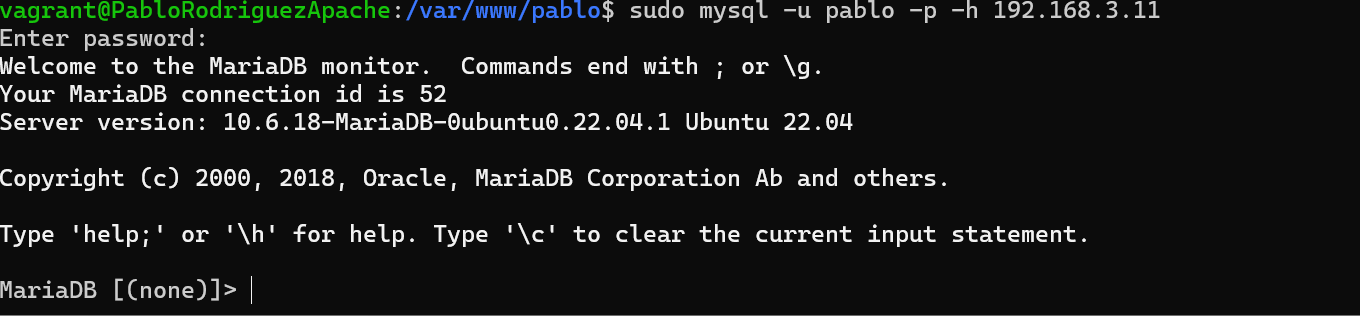 vagrant@PabloRodriguezApache:/var/www/pablo$ sudo mysql -u pablo -p -h 192.168.3.11
Enter password:
Welcome to the MariaDB monitor.  Commands end with ; or \g.
Your MariaDB connection id is 52
Server version: 10.6.18-MariaDB-0ubuntu0.22.04.1 Ubuntu 22.04

Copyright (c) 2000, 2018, Oracle, MariaDB Corporation Ab and others.

Type 'help;' or '\h' for help. Type '\c' to clear the current input statement.

MariaDB [(none)]>